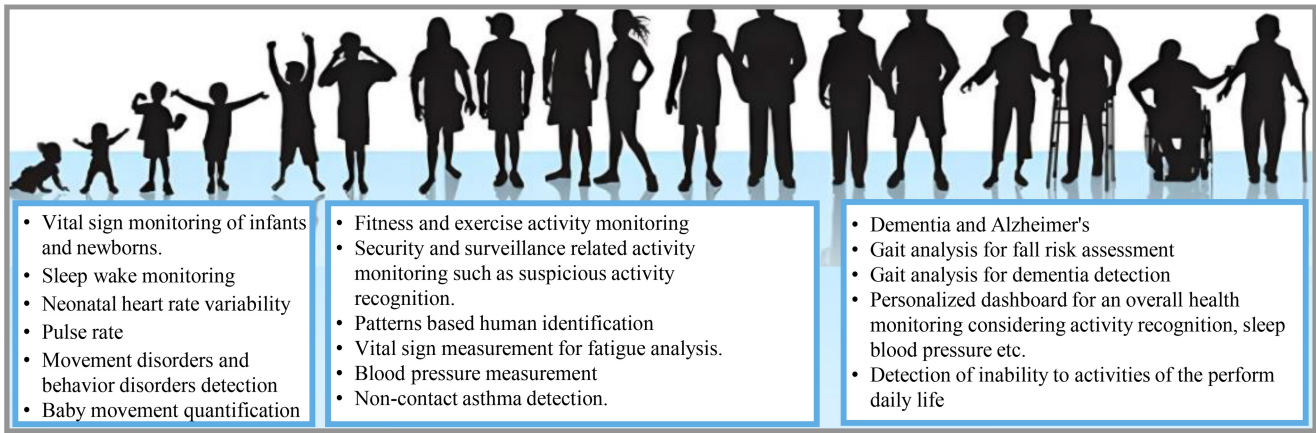 • Vital sign monitoring of infants
and newborns.
• Sleep wake monitoring
• Neonatal heart rate variability
• Pulse rate
• Movement disorders and
behavior disorders detection
• Baby movement quantification
• Fitness and exercise activity monitoring
• Security and surveillance related activity
monitoring such as suspicious activity
recognition.
• Patterns based human identification
• Vital sign measurement for fatigue analysis.
• Blood pressure measurement
• Non-contact asthma detection.
• Dementia and Alzheimer's
• Gait analysis for fall risk assessment
• Gait analysis for dementia detection
• Personalized dashboard for an overall health
monitoring considering activity recognition, sleep
blood pressure etc.
• Detection of inability to activities of the perform
daily life